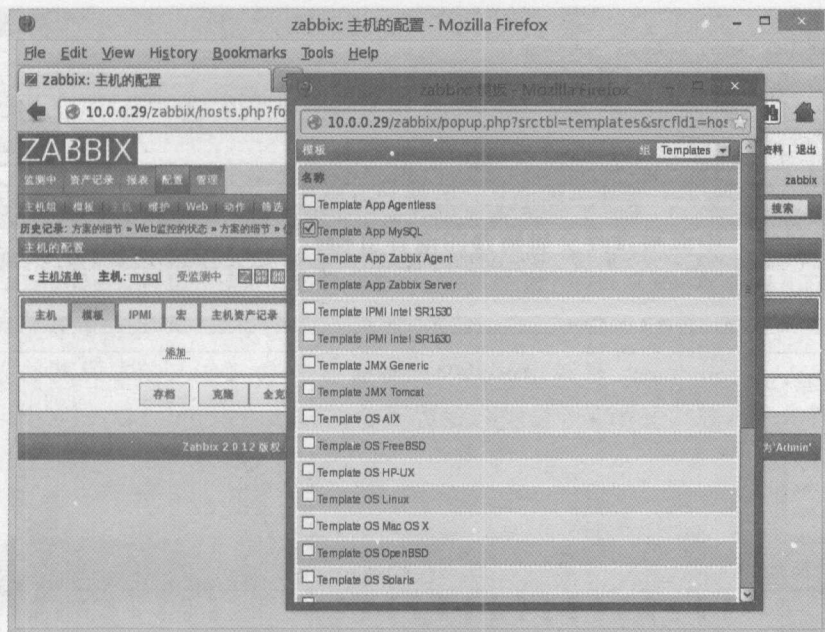 zabbix: 主机的配置 - Mozilla Firefox
File Edit View History Bookmarks Tools Help
zabbix: 主机的配置
10.0.0.29/zabbix/hosts.php?fo
ZABBIX
资料 | 退出
监测中 资产记录 报表 配置 管理
zabbix
主机组 模板 主机 维护 Web 动作 筛选
搜索
历史记录: 方案的细节 » Web监控的状态 » 方案的细节 »
主机的配置
« 主机清单 主机: mysql 受监测中
主机 模板 IPMI 宏 主机资产记录
添加
存档 克隆 全克
Zabbix 2.0.12 版权
为'Admin'
zabbix: 模板 - Mozilla Firefox
10.0.0.29/zabbix/popup.php?srctbl=templates&srcfld1=hos
模板 组 Templates
名称
Template App Agentless
Template App MySQL
Template App Zabbix Agent
Template App Zabbix Server
Template IPMI Intel SR1530
Template IPMI Intel SR1630
Template JMX Generic
Template JMX Tomcat
Template OS AIX
Template OS FreeBSD
Template OS HP-UX
Template OS Linux
Template OS Mac OS X
Template OS OpenBSD
Template OS Solaris